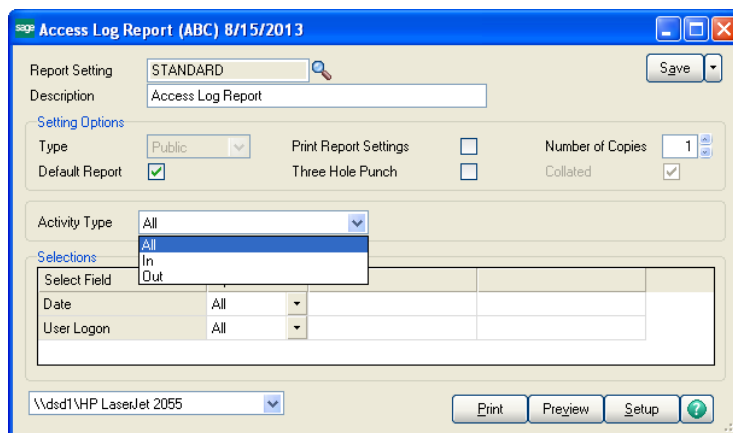 sage Access Log Report (ABC) 8/15/2013
Report Setting STANDARD Save
Description Access Log Report
Setting Options
Type Public Print Report Settings Number of Copies 1
Default Report Three Hole Punch Collated
Activity Type All
All
Selections In
Select Field Out
Date All
User Logon All
\\dsd1\HP LaserJet 2055 Print Preview Setup